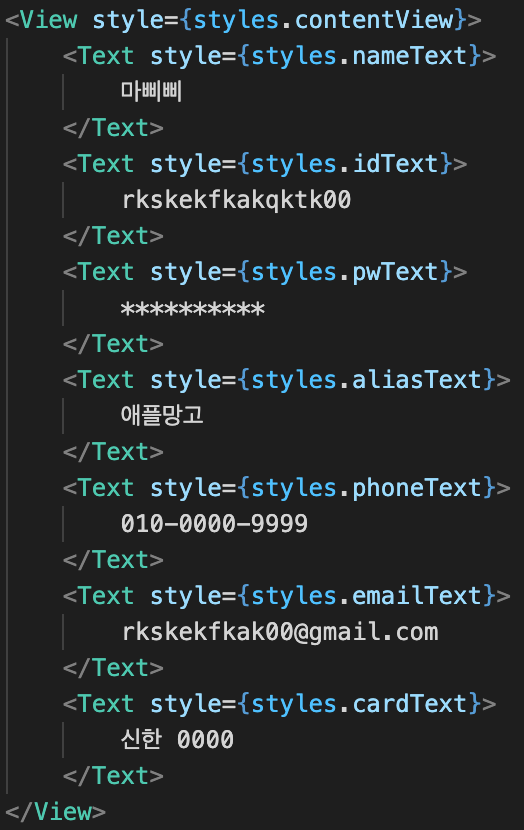 <View style={styles.contentView}>
<Text style={styles.nameText}>
마삐삐
</Text>
<Text style={styles.idText}>
rkskekfkakqktk00
</Text>
<Text style={styles.pwText}>
**********
</Text>
<Text style={styles.aliasText}>
애플망고
</Text>
<Text style={styles.phoneText}>
010-0000-9999
</Text>
<Text style={styles.emailText}>
rkskekfkak00@gmail.com
</Text>
<Text style={styles.cardText}>
신한 0000
</Text>
</View>